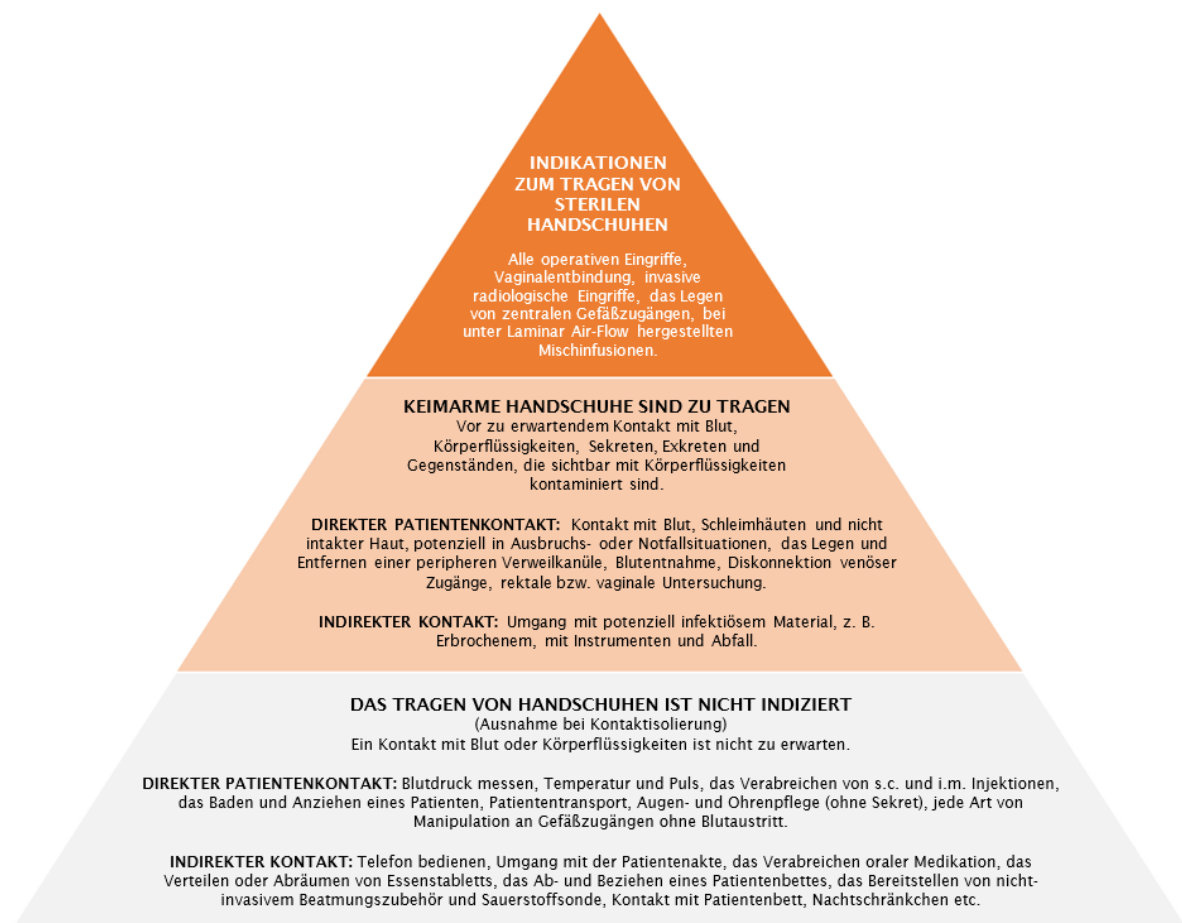 INDIKATIONEN
ZUM TRAGEN VON
STERILEN
HANDSCHUHEN
Alle operativen Eingriffe,
Vaginalentbindung, invasive
radiologische Eingriffe, das Legen
von zentralen Gefäßzugängen, bei
unter Laminar Air-Flow hergestellten
Mischinfusionen.
KEIMARME HANDSCHUHE SIND ZU TRAGEN
Vor zu erwartendem Kontakt mit Blut,
Körperflüssigkeiten, Sekreten, Exkreten und
Gegenständen, die sichtbar mit Körperflüssigkeiten
kontaminiert sind.
DIREKTER PATIENTENKONTAKT: Kontakt mit Blut, Schleimhäuten und nicht
intakter Haut, potenziell in Ausbruchs- oder Notfallsituationen, das Legen und
Entfernen einer peripheren Verweilkanüle, Blutentnahme, Diskonnektion venöser
Zugänge, rektale bzw. vaginale Untersuchung.
INDIREKTER KONTAKT: Umgang mit potenziell infektiösem Material, z. B.
Erbrochenem, mit Instrumenten und Abfall.
DAS TRAGEN VON HANDSCHUHEN IST NICHT INDIZIERT
(Ausnahme bei Kontaktisolierung)
Ein Kontakt mit Blut oder Körperflüssigkeiten ist nicht zu erwarten.
DIREKTER PATIENTENKONTAKT: Blutdruck messen, Temperatur und Puls, das Verabreichen von s.c. und i.m. Injektionen,
das Baden und Anziehen eines Patienten, Patiententransport, Augen- und Ohrenpflege (ohne Sekret), jede Art von
Manipulation an Gefäßzugängen ohne Blutaustritt.
INDIREKTER KONTAKT: Telefon bedienen, Umgang mit der Patientenakte, das Verabreichen oraler Medikation, das
Verteilen oder Abräumen von Essenstabletts, das Ab- und Beziehen eines Patientenbettes, das Bereitstellen von nicht-
invasivem Beatmungszubehör und Sauerstoffsonde, Kontakt mit Patientenbett, Nachtschränkchen etc.